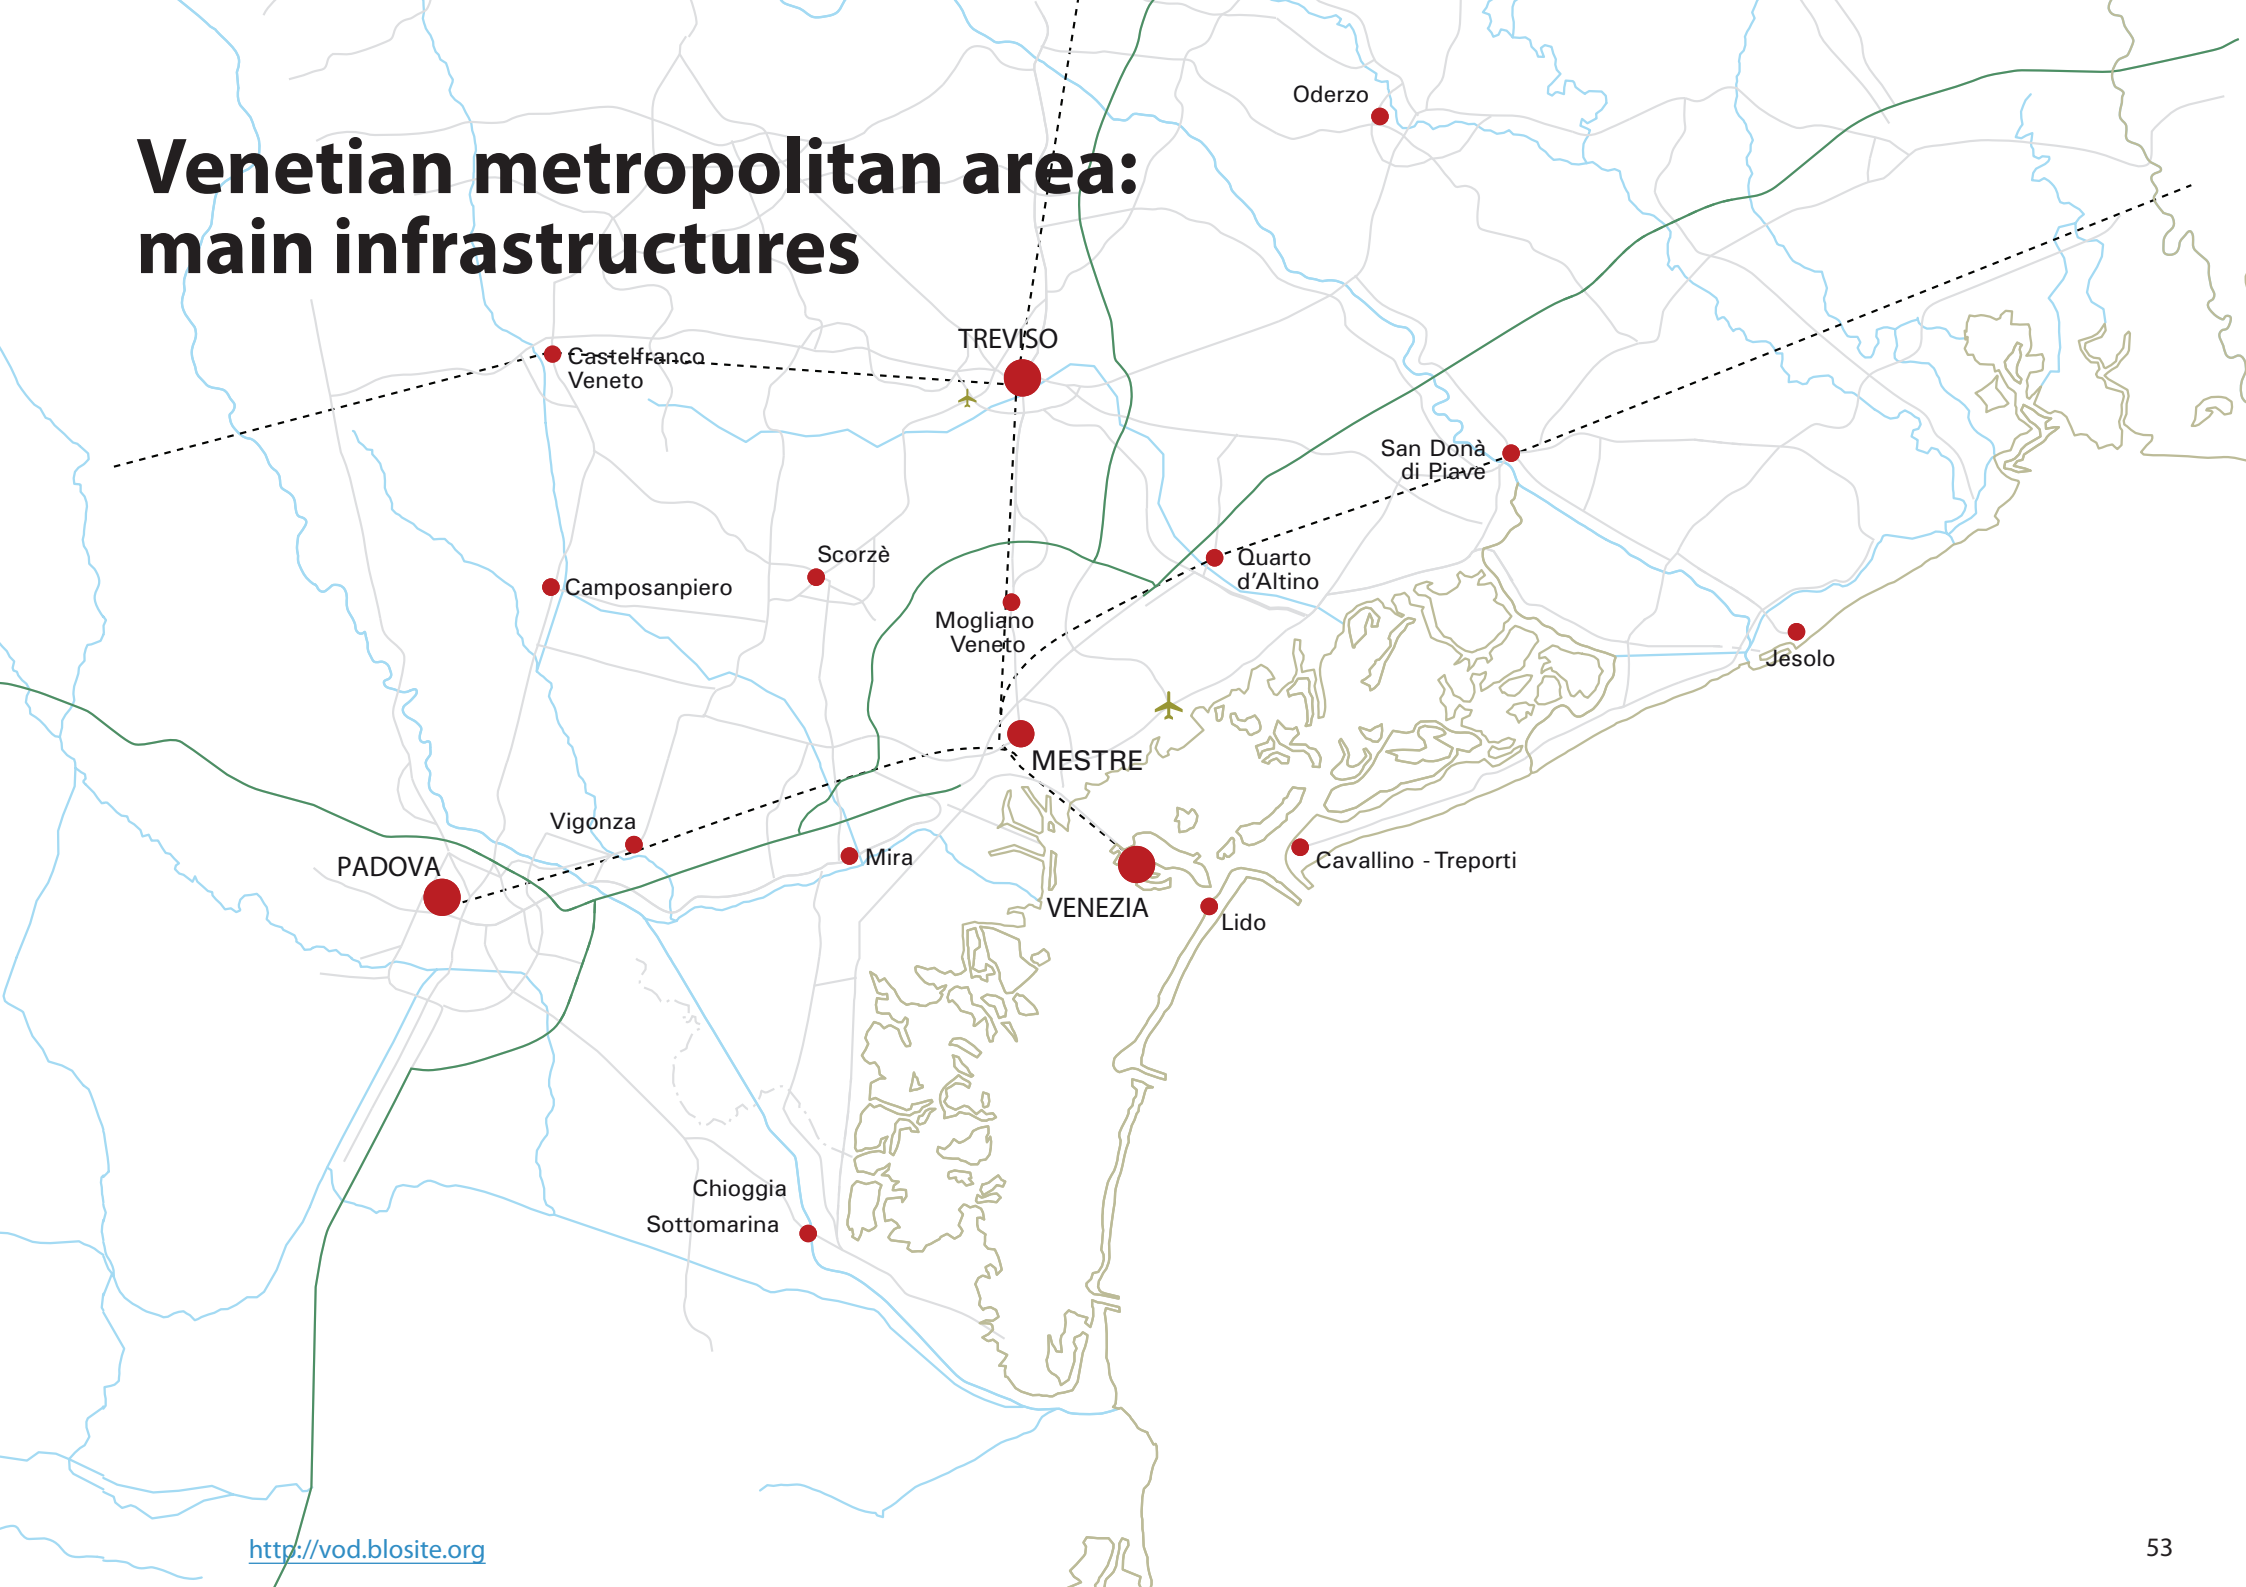 Oderzo
Venetian metropolitan area:
main infrastructures
TREVISO
Castelfranco
Veneto
San Donà
di Piave
Scorzè
Quarto
d’Altino
Camposanpiero
Mogliano
Veneto
Jesolo
MESTRE
Vigonza
PADOVA
Mira
Cavallino - Treporti
VENEZIA
Lido
Chioggia
Sottomarina
http://vod.blosite.org
53